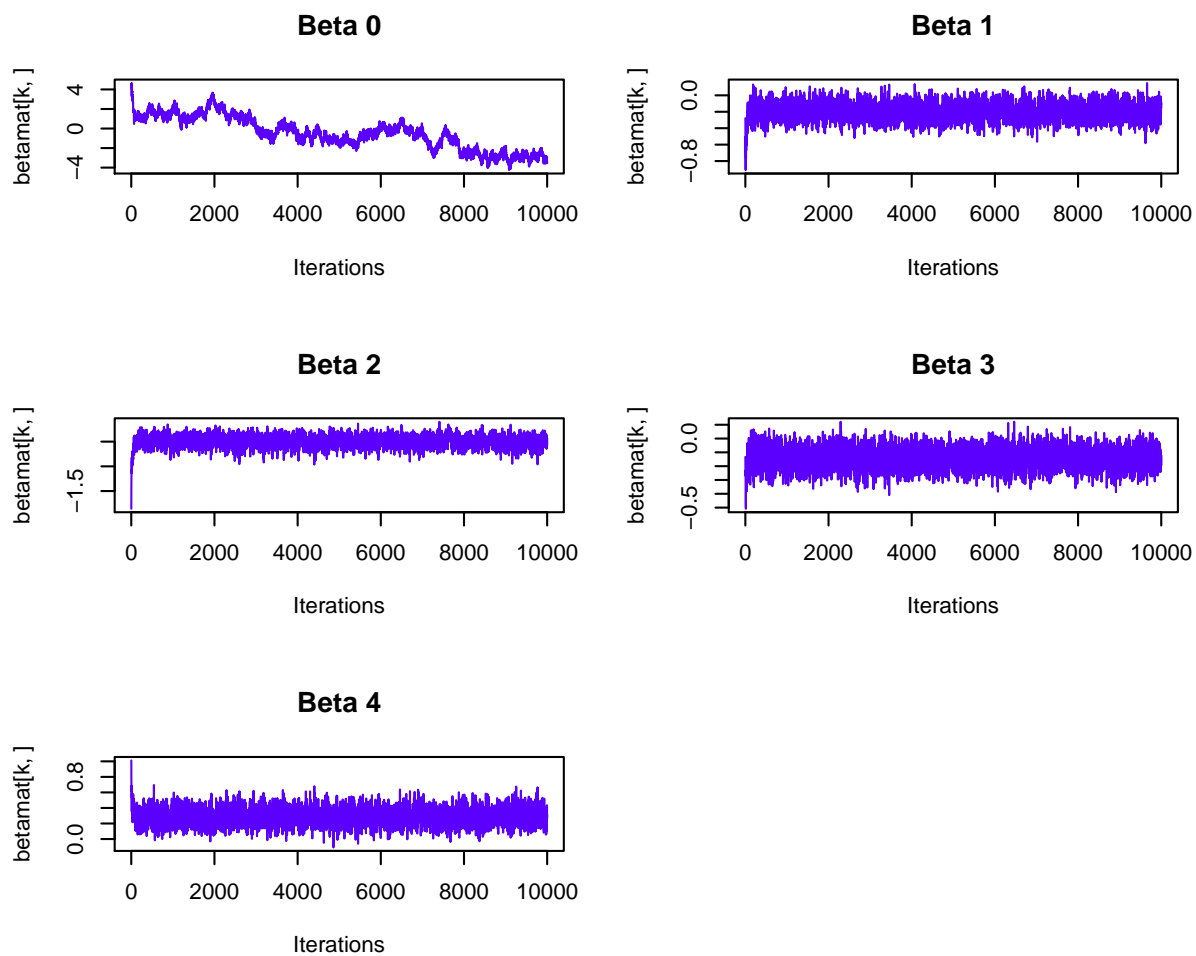 Beta 0
betamat[k, ]
4
0
−4
0 2000 4000 6000 8000 10000
Iterations
Beta 1
betamat[k, ]
0.0
−0.8
0 2000 4000 6000 8000 10000
Iterations
Beta 2
betamat[k, ]
−1.5
0 2000 4000 6000 8000 10000
Iterations
Beta 3
betamat[k, ]
0.0
−0.5
0 2000 4000 6000 8000 10000
Iterations
Beta 4
betamat[k, ]
0.8
0.0
0 2000 4000 6000 8000 10000
Iterations